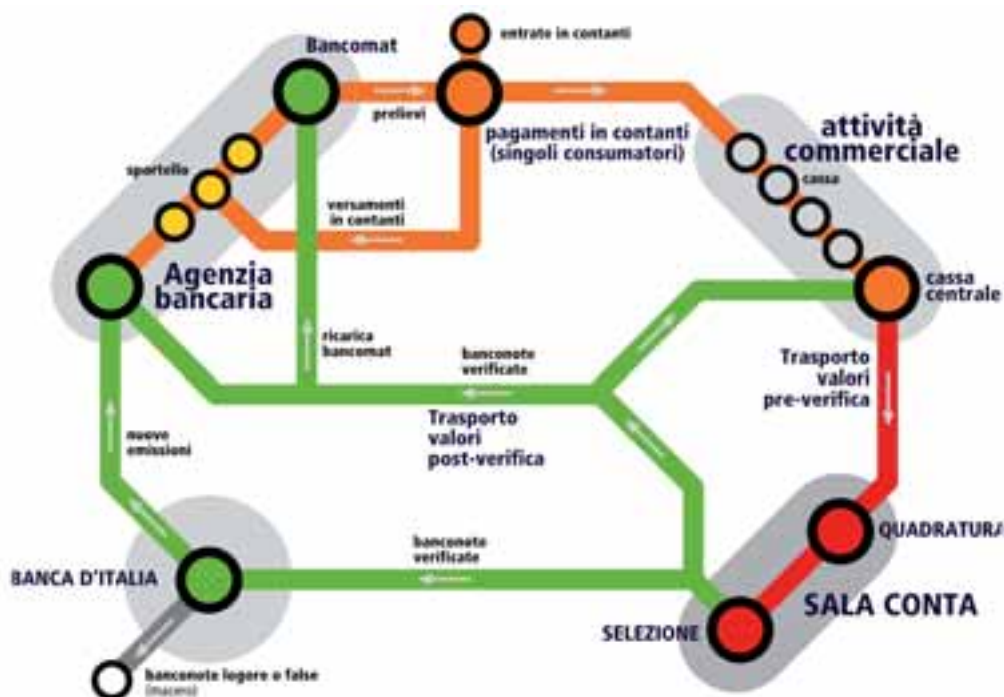 entrate in contanti
Bancomat
prelievi
pagamenti in contanti
(singoli consumatori)
attività
commerciale
sportello
cassa
versamenti
in contanti
Agenzia
bancaria
cassa
centrale
ricarica
bancomat
banconote
verificate
Trasporto
valori
pre-verifica
Trasporto
valori
post-verifica
nuove
emissioni
QUADRATURA
banconote
verificate
BANCA D'ITALIA
SALA CONTA
SELEZIONE
banconote logore o false
(macero)